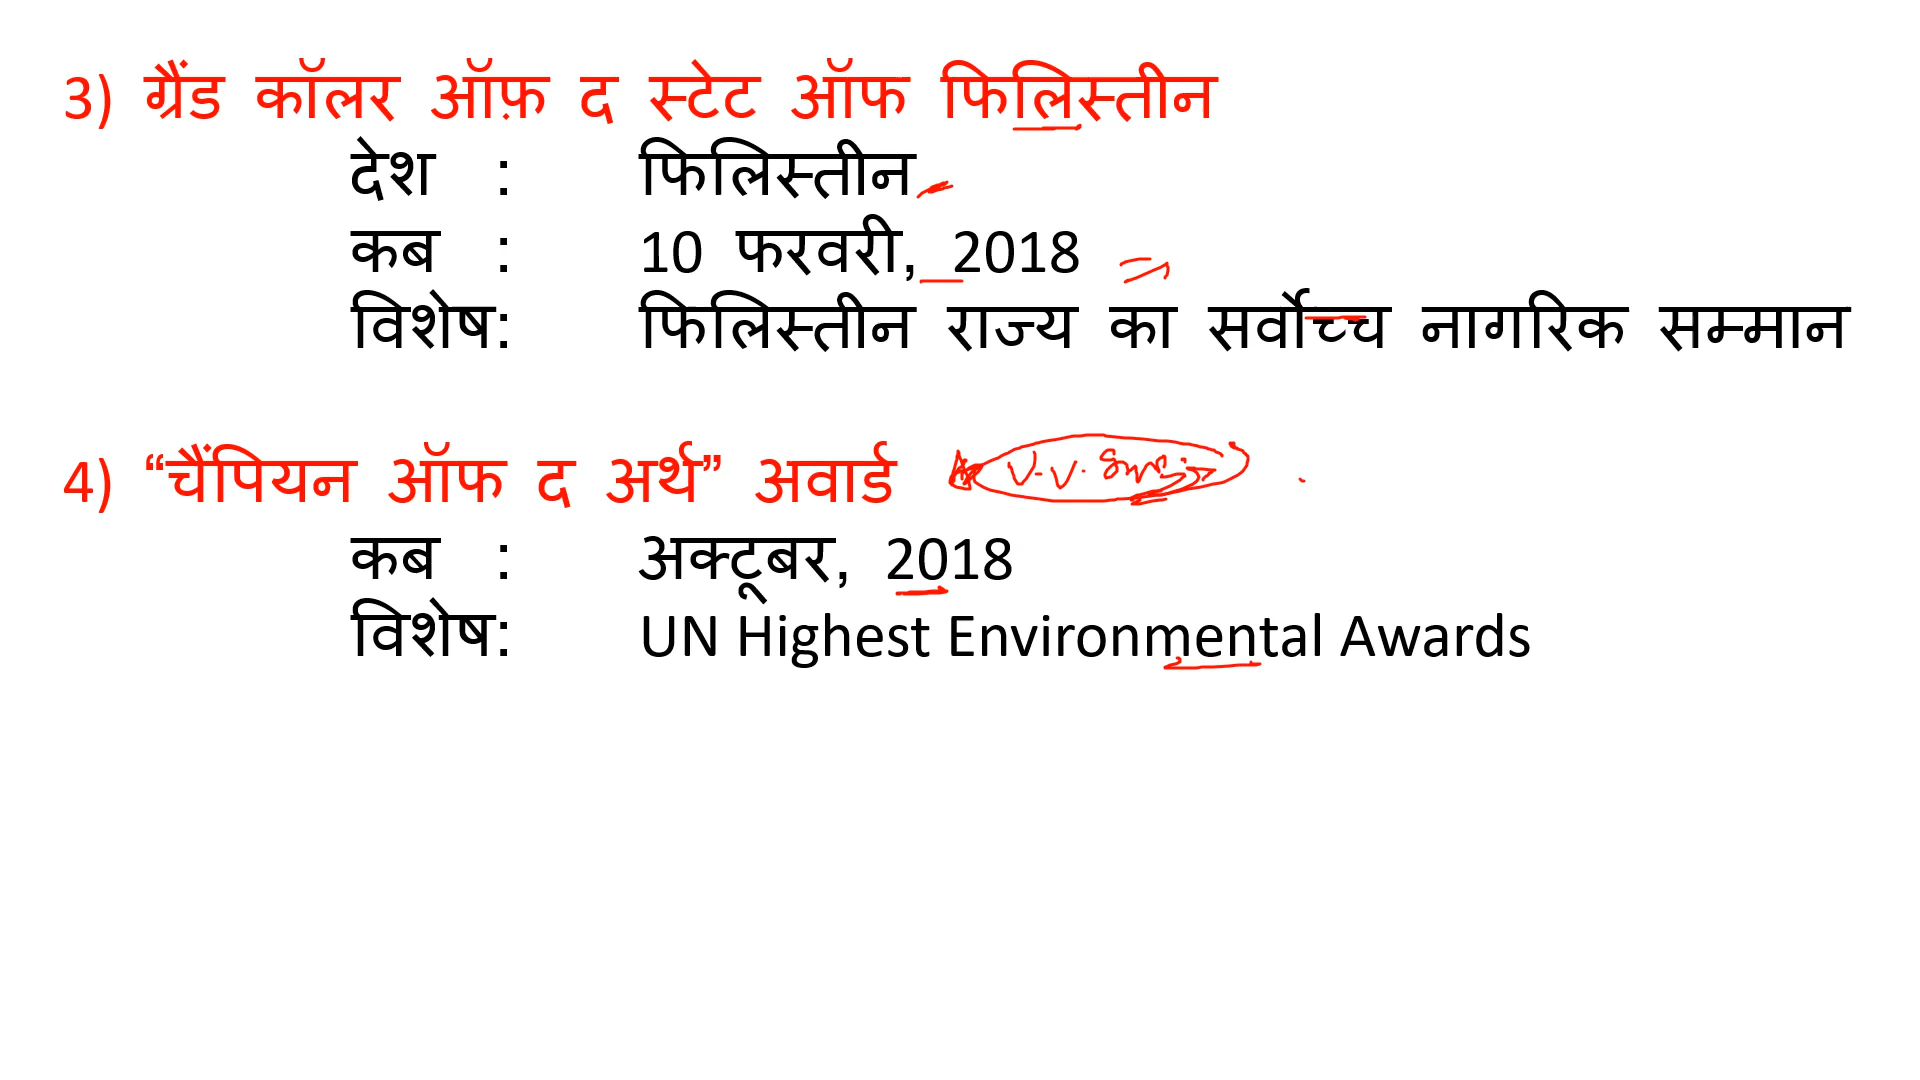 3) ग्रैंड कॉलर ऑफ़ द स्टेट ऑफ फिलिस्तीन
देश : फिलिस्तीन
कब : 10 फरवरी, 2018
विशेष: फिलिस्तीन राज्य का सर्वोच्च नागरिक सम्मान
4) “चैंपियन ऑफ द अर्थ” अवार्ड V.V.
कब : अक्टूबर, 2018
विशेष: UN Highest Environmental Awards